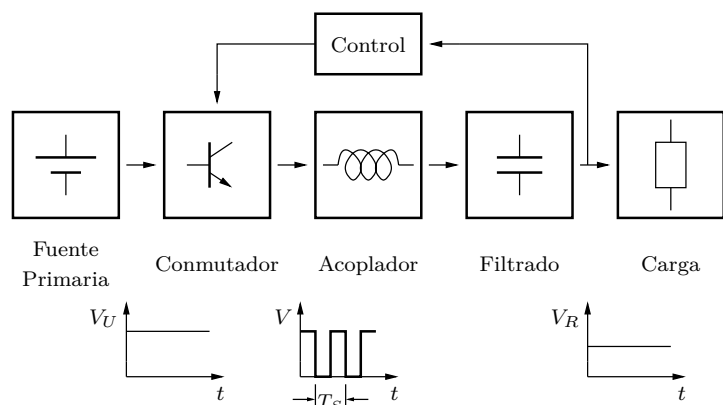 Control
Fuente
Primaria
Conmutador
Acoplador
Filtrado
Carga
V_U
t
V
t
T_S
V_R
t